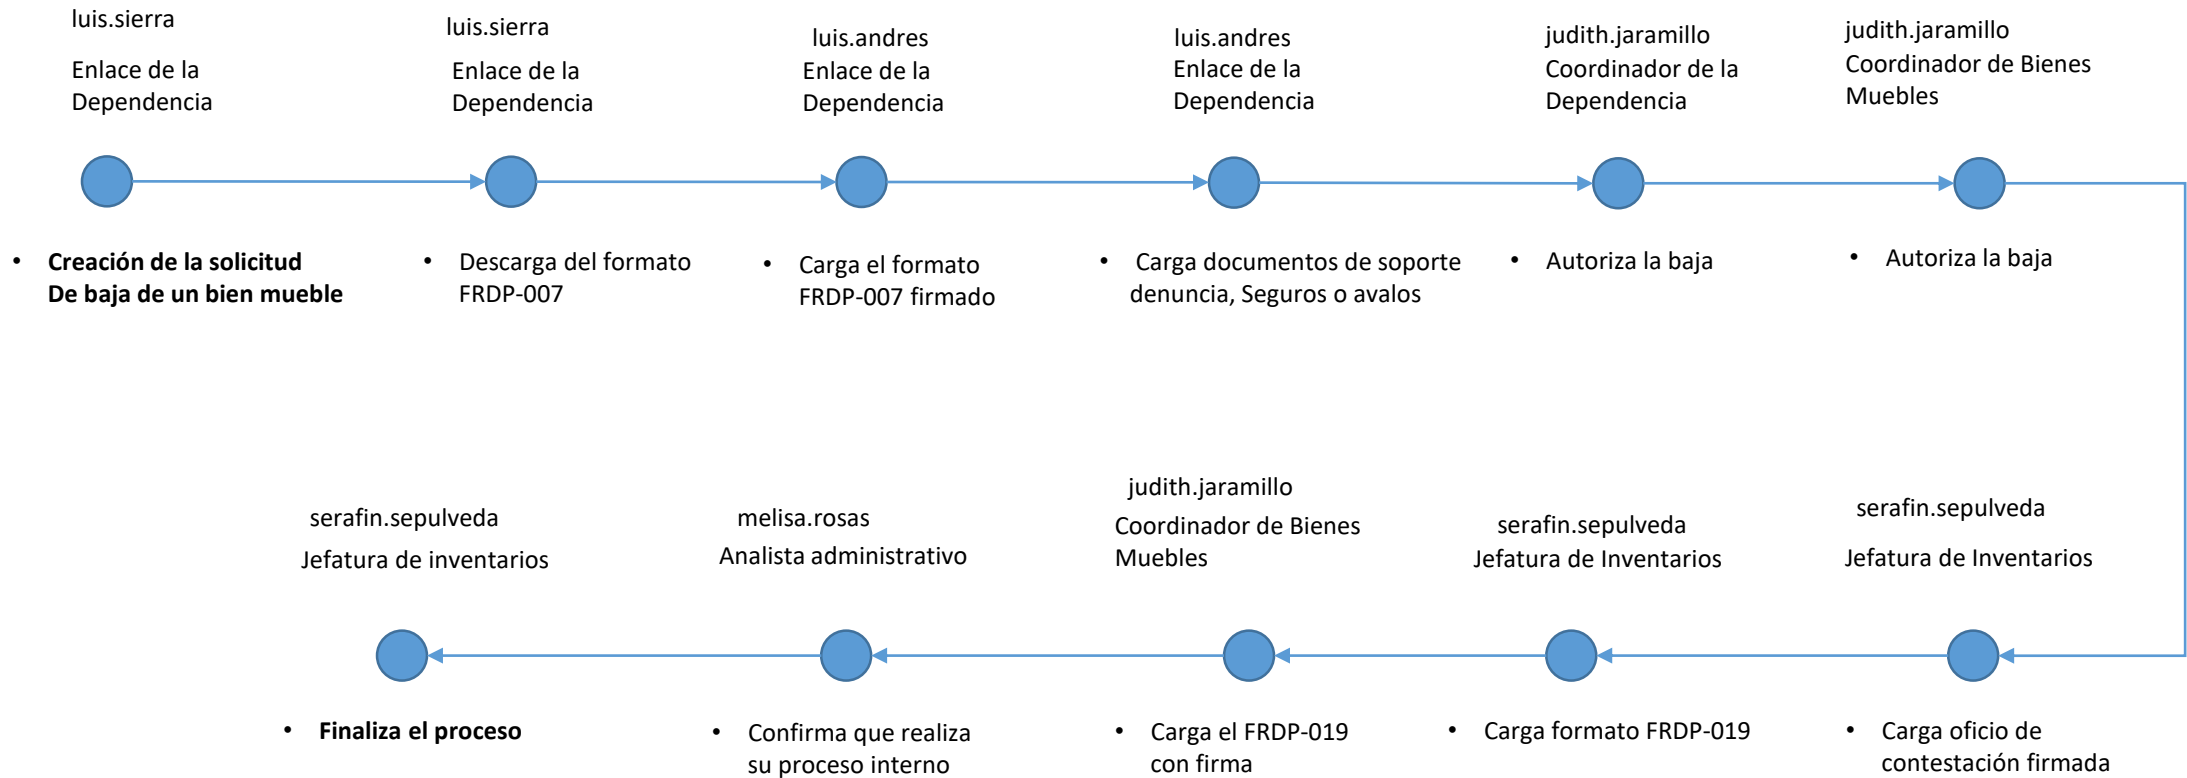 luis.sierra
Enlace de la
Dependencia
luis.sierra
Enlace de la
Dependencia
luis.andres
Enlace de la
Dependencia
luis.andres
Enlace de la
Dependencia
judith.jaramillo
Coordinador de la
Dependencia
judith.jaramillo
Coordinador de Bienes
Muebles
• Creación de la solicitud
De baja de un bien mueble
• Descarga del formato
FRDP-007
• Carga el formato
FRDP-007 firmado
• Carga documentos de soporte
denuncia, Seguros o avalos
• Autoriza la baja
• Autoriza la baja
serafin.sepulveda
Jefatura de inventarios
melisa.rosas
Analista administrativo
judith.jaramillo
Coordinador de Bienes
Muebles
serafin.sepulveda
Jefatura de Inventarios
serafin.sepulveda
Jefatura de Inventarios
• Finaliza el proceso
• Confirma que realiza
su proceso interno
• Carga el FRDP-019
con firma
• Carga formato FRDP-019
• Carga oficio de
contestación firmada